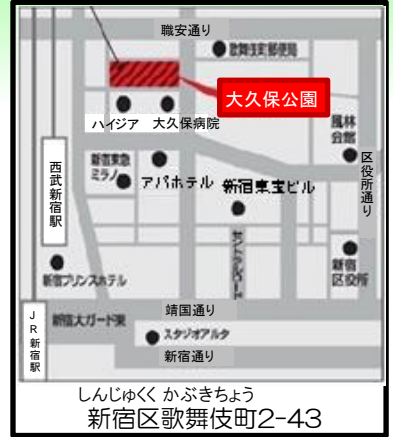 職安通り
歌舞伎町郵便局
大久保公園
ハイジア
大久保病院
風林
会館
区役所通り
新宿東急
ミラノ
アパホテル
新宿東宝ビル
西武新宿駅
セントラルロード
新宿
区役所
新宿プリンスホテル
靖国通り
JR新宿駅
新宿大ガード東
スタジオアルタ
新宿通り
しんじゅくく かぶきちょう
新宿区歌舞伎町2-43